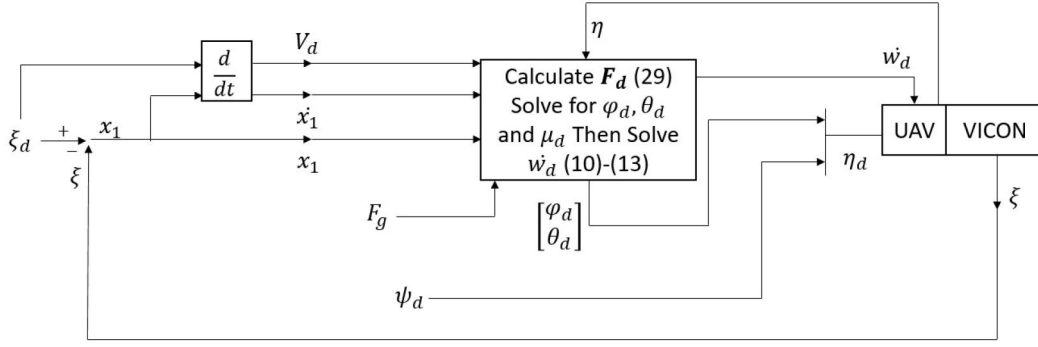 η
V_d
d
dt
ẇ_d
Calculate F_d (29)
Solve for φ_d, θ_d
and μ_d Then Solve
ẇ_d (10)-(13)
ẋ_1
UAV
VICON
ξ_d
+
x_1
−
x_1
η_d
ξ
ξ
F_g
[φ_d
θ_d]
ψ_d